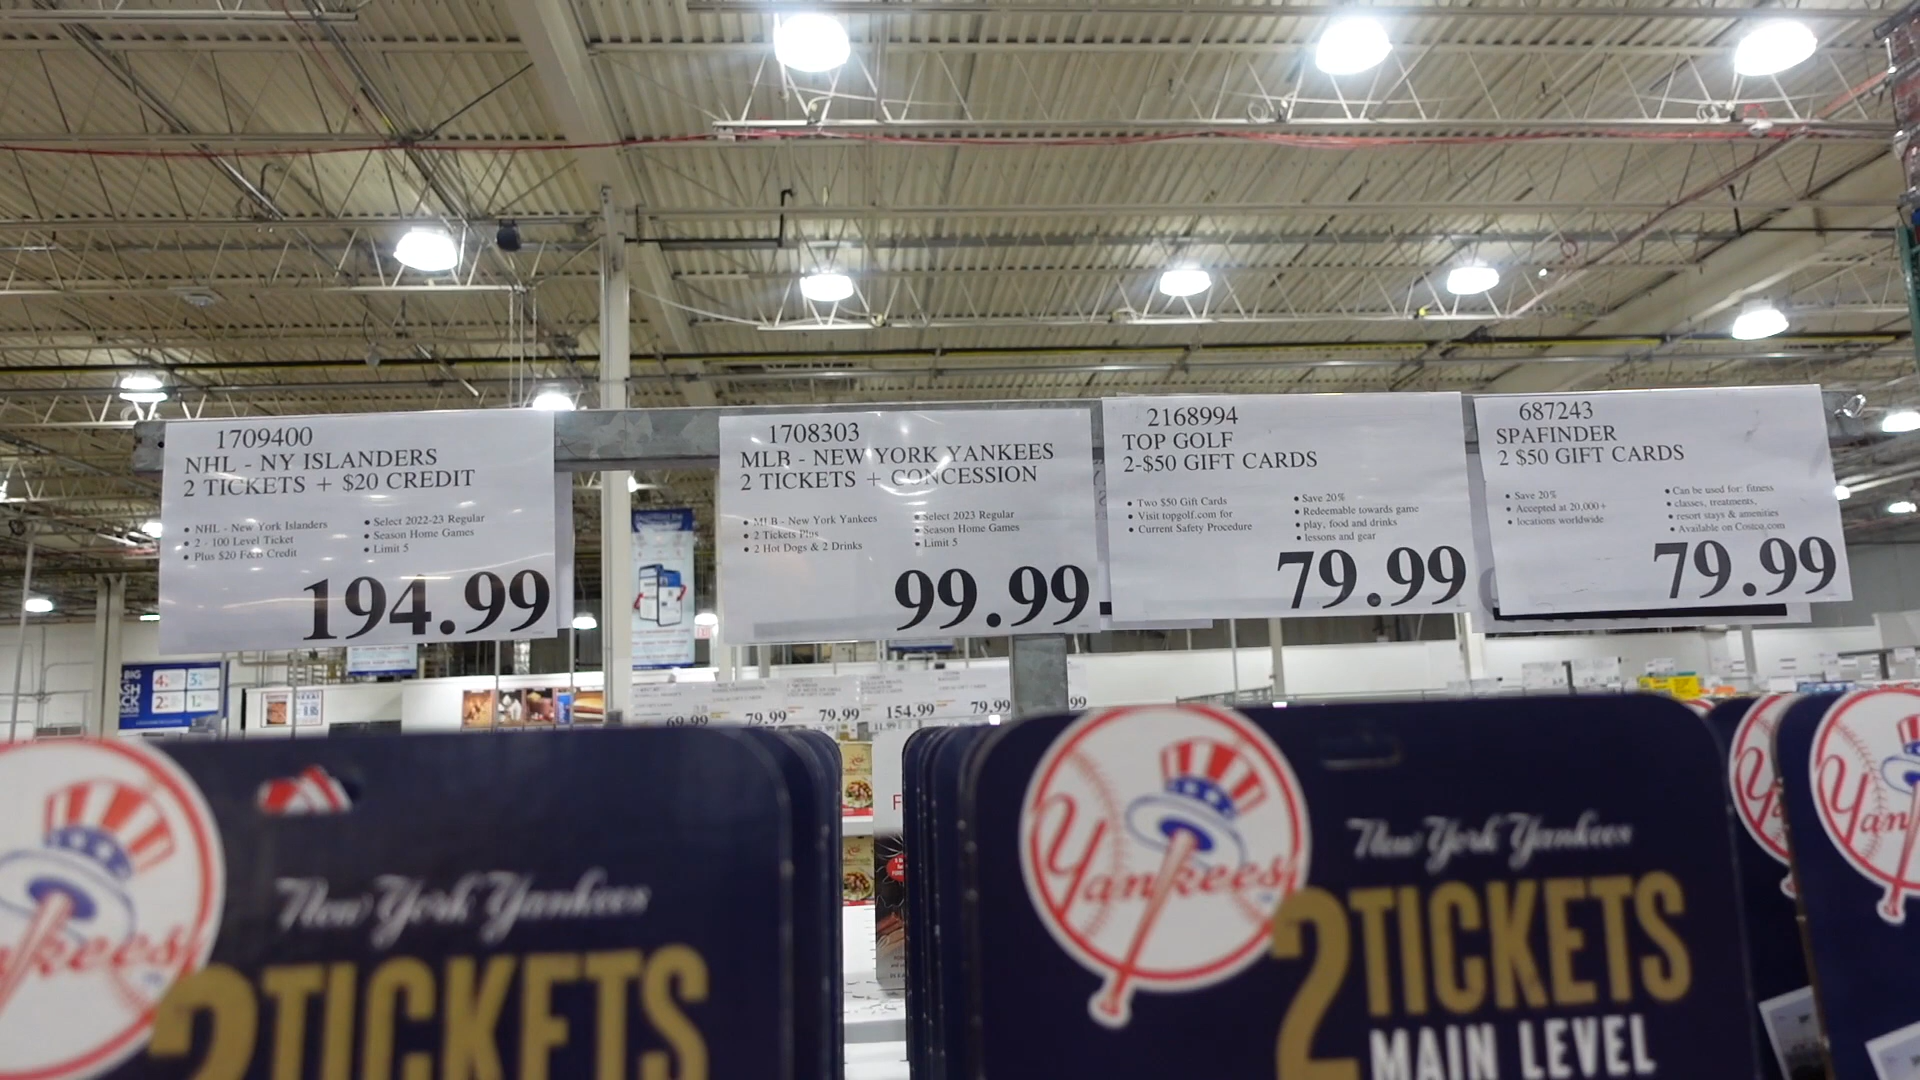 1709400
NHL - NY ISLANDERS
2 TICKETS + $20 CREDIT
• NHL - New York Islanders
• 2 - 100 Level Ticket
• Plus $20 F&B Credit
• Select 2022-23 Regular
• Season Home Games
• Limit 5
194.99
1708303
MLB - NEW YORK YANKEES
2 TICKETS + CONCESSION
• MLB - New York Yankees
• 2 Tickets Plus
• 2 Hot Dogs & 2 Drinks
• Select 2023 Regular
• Season Home Games
• Limit 5
99.99
2168994
TOP GOLF
2-$50 GIFT CARDS
• Two $50 Gift Cards
• Visit topgolf.com for
• Current Safety Procedure
• Save 20%
• Redeemable towards game
• play, food and drinks
• lessons and gear
79.99
687243
SPAFINDER
2 $50 GIFT CARDS
• Save 20%
• Accepted at 20,000+
• locations worldwide
• Can be used for: fitness
• classes, treatments,
• resort stays & amenities
• Available on Costco.com
79.99
69.99
79.99
79.99
154.99
79.99
99
New York Yankees
2 TICKETS
Yankees
New York Yankees
2 TICKETS
MAIN LEVEL